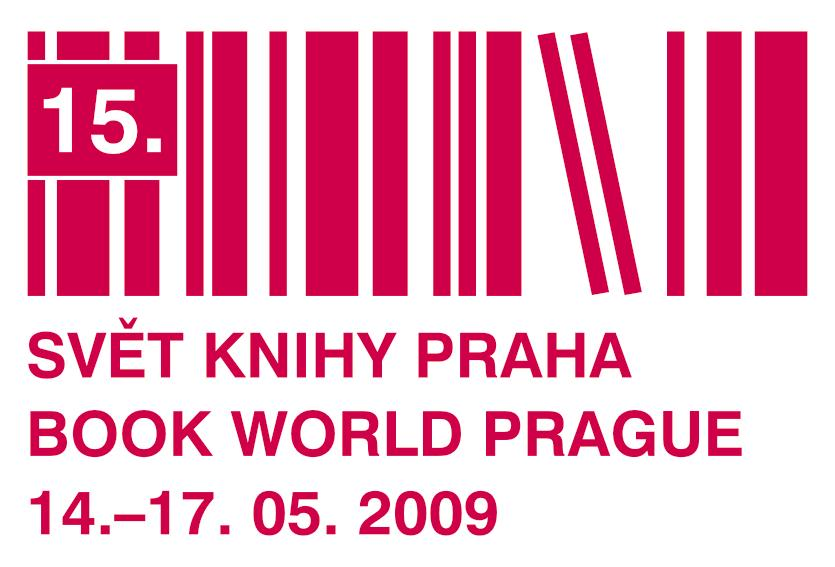 15.
SVĚT KNIHY PRAHA
BOOK WORLD PRAGUE
14.–17. 05. 2009